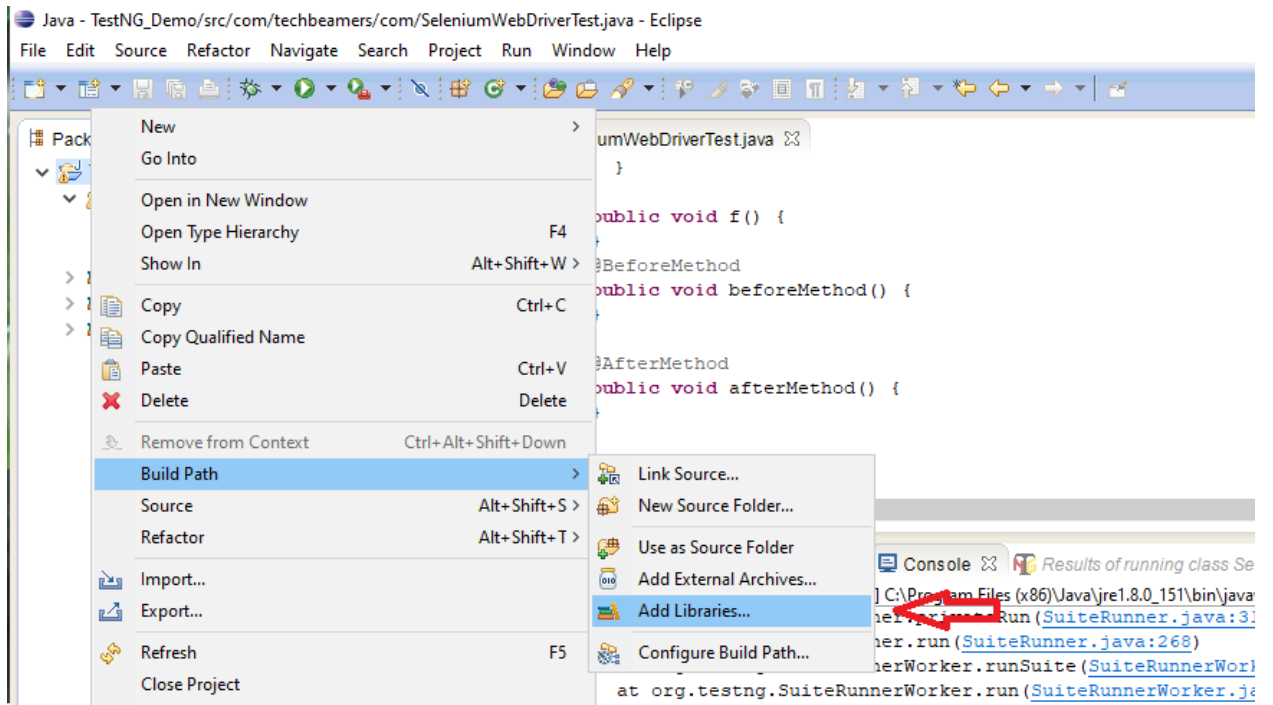 Java - TestNG_Demo/src/com/techbeamers/com/SeleniumWebDriverTest.java - Eclipse
File Edit Source Refactor Navigate Search Project Run Window Help
Pack
umWebDriverTest.java
New
Go Into
Open in New Window
Open Type Hierarchy F4
Show In Alt+Shift+W >
Copy Ctrl+C
Copy Qualified Name
Paste Ctrl+V
Delete Delete
Remove from Context Ctrl+Alt+Shift+Down
Build Path >
Source Alt+Shift+S >
Refactor Alt+Shift+T >
Import...
Export...
Refresh F5
Close Project
Link Source...
New Source Folder...
Use as Source Folder
Add External Archives...
Add Libraries...
Configure Build Path...
}
public void f() {
}
@BeforeMethod
public void beforeMethod() {
}
@AfterMethod
public void afterMethod() {
}
Console Results of running class Se
] C:\Program Files (x86)\Java\jre1.8.0_151\bin\java
ner.privateRun(SuiteRunner.java:31
ner.run(SuiteRunner.java:268)
nerWorker.runSuite(SuiteRunnerWork
at org.testng.SuiteRunnerWorker.run(SuiteRunnerWorker.ja